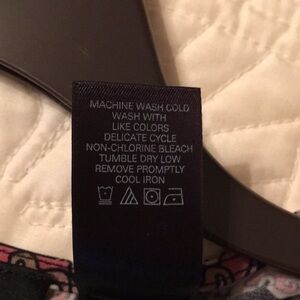 MACHINE WASH COLD
WASH WITH
LIKE COLORS
DELICATE CYCLE
NON-CHLORINE BLEACH
TUMBLE DRY LOW
REMOVE PROMPTLY
COOL IRON